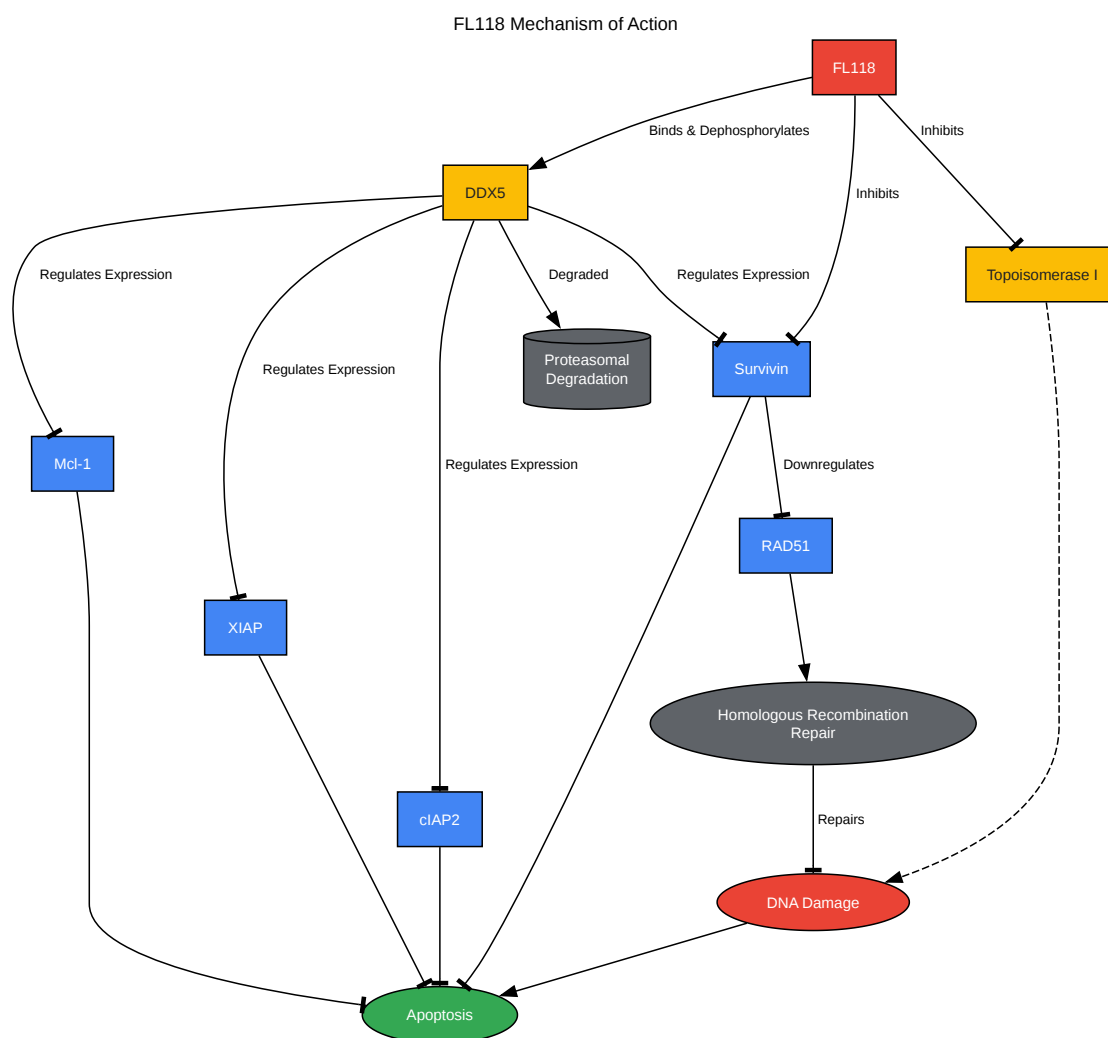 FL118 Mechanism of Action
FL118
Binds & Dephosphorylates
Inhibits
DDX5
Inhibits
Regulates Expression
Degraded
Regulates Expression
Topoisomerase I
Proteasomal
Degradation
Regulates Expression
Survivin
Mcl-1
Regulates Expression
Downregulates
RAD51
XIAP
Homologous Recombination
Repair
cIAP2
Repairs
DNA Damage
Apoptosis